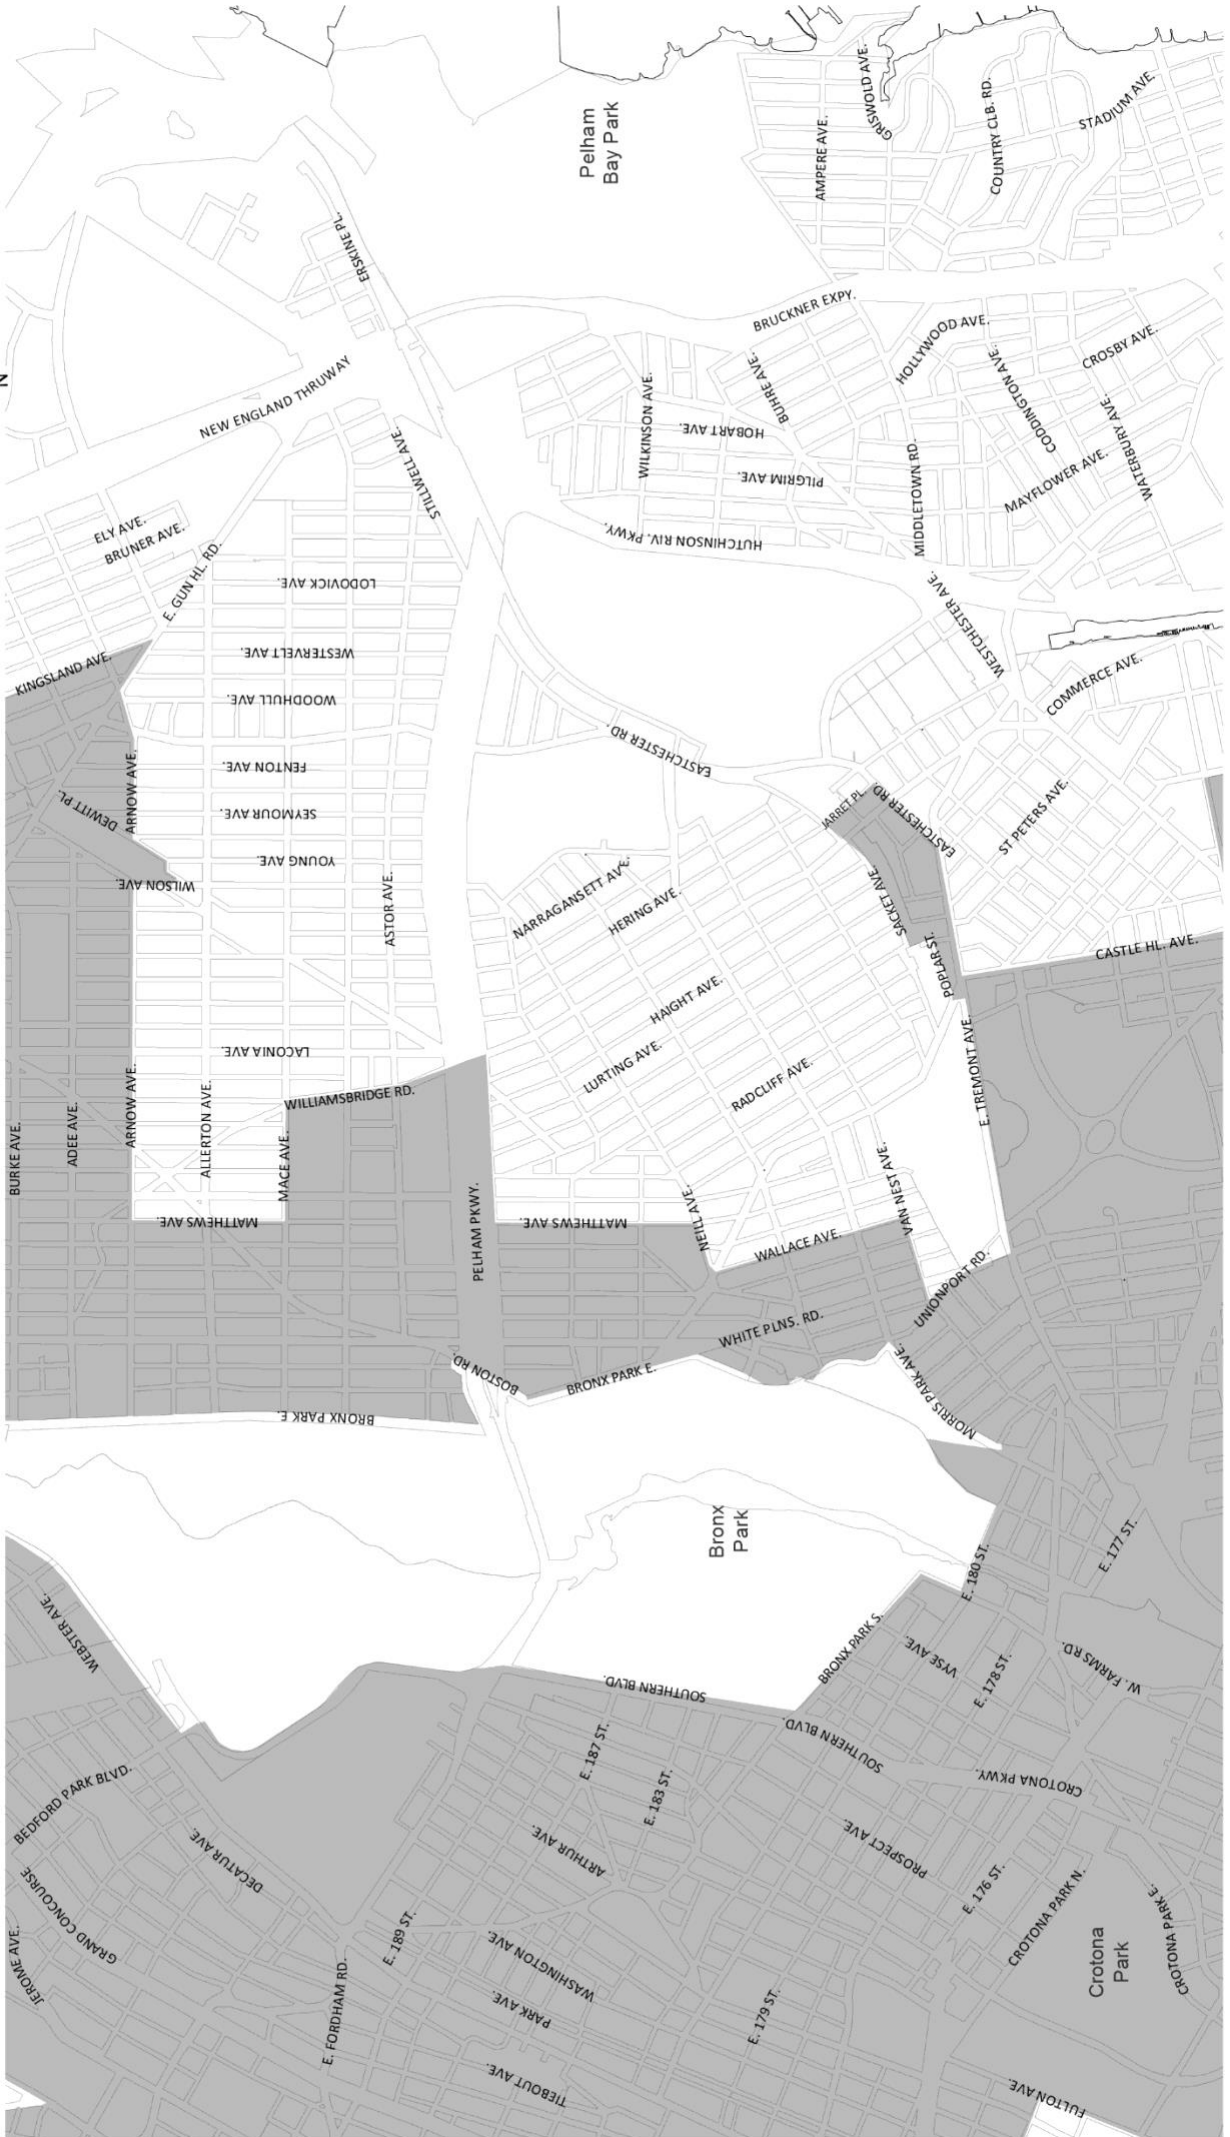 N
Pelham
Bay Park
GRISWOLD AVE.
AMPERE AVE.
COUNTRY CLB. RD.
STADIUM AVE.
ERSKINE PL.
BRUCKNER EXPY.
NEW ENGLAND THRUWAY
HOLLYWOOD AVE.
CROSBY AVE.
BUHRE AVE.
CODDINGTON AVE.
WILKINSON AVE.
HOBART AVE.
PILGRIM AVE.
STILLWELL AVE.
WATERBURY AVE.
MAYFLOWER AVE.
MIDDLETOWN RD.
HUTCHINSON RIV. PKWY.
ELY AVE.
BRUNER AVE.
E. GUN HL. RD.
LODOVICK AVE.
WESTCHESTER AVE.
KINGSLAND AVE.
WESTERVELT AVE.
WOODHULL AVE.
COMMERCE AVE.
EASTCHESTER RD.
FENTON AVE.
ARNOW AVE.
DEWITT PL.
SEYMOUR AVE.
JARRET PL.
EASTCHESTER RD.
ST PETERS AVE.
YOUNG AVE.
WILSON AVE.
NARRAGANSETT AVE.
HERING AVE.
ASTOR AVE.
SACKET AVE.
POPLAR ST.
CASTLE HL. AVE.
HAIGHT AVE.
LACONIA AVE.
LURTING AVE.
RADCLIFF AVE.
E. TREMONT AVE.
WILLIAMSBRIDGE RD.
BURKE AVE.
ADEE AVE.
ARNOW AVE.
ALLERTON AVE.
MACE AVE.
MATTHEWS AVE.
PELHAM PKWY.
MATTHEWS AVE.
NEILL AVE.
VAN NEST AVE.
WALLACE AVE.
UNIONPORT RD.
WHITE PLNS. RD.
BOSTON RD.
BRONX PARK E.
MORRIS PARK AVE.
BRONX PARK E.
Bronx
Park
E. 177 ST.
E. 180 ST.
WEBSTER AVE.
BRONX PARK S.
VYSE AVE.
W. FARMS RD.
E. 178 ST.
SOUTHERN BLVD.
SOUTHERN BLVD.
E. 187 ST.
E. 183 ST.
CROTONA PKWY.
BEDFORD PARK BLVD.
DECATUR AVE.
ARTHUR AVE.
PROSPECT AVE.
E. 176 ST.
GRAND CONCOURSE
JEROME AVE.
E. 189 ST.
WASHINGTON AVE.
CROTONA PARK N.
Crotona
Park
CROTONA PARK E.
PARK AVE.
E. FORDHAM RD.
E. 179 ST.
TIEBOUT AVE.
FULTON AVE.